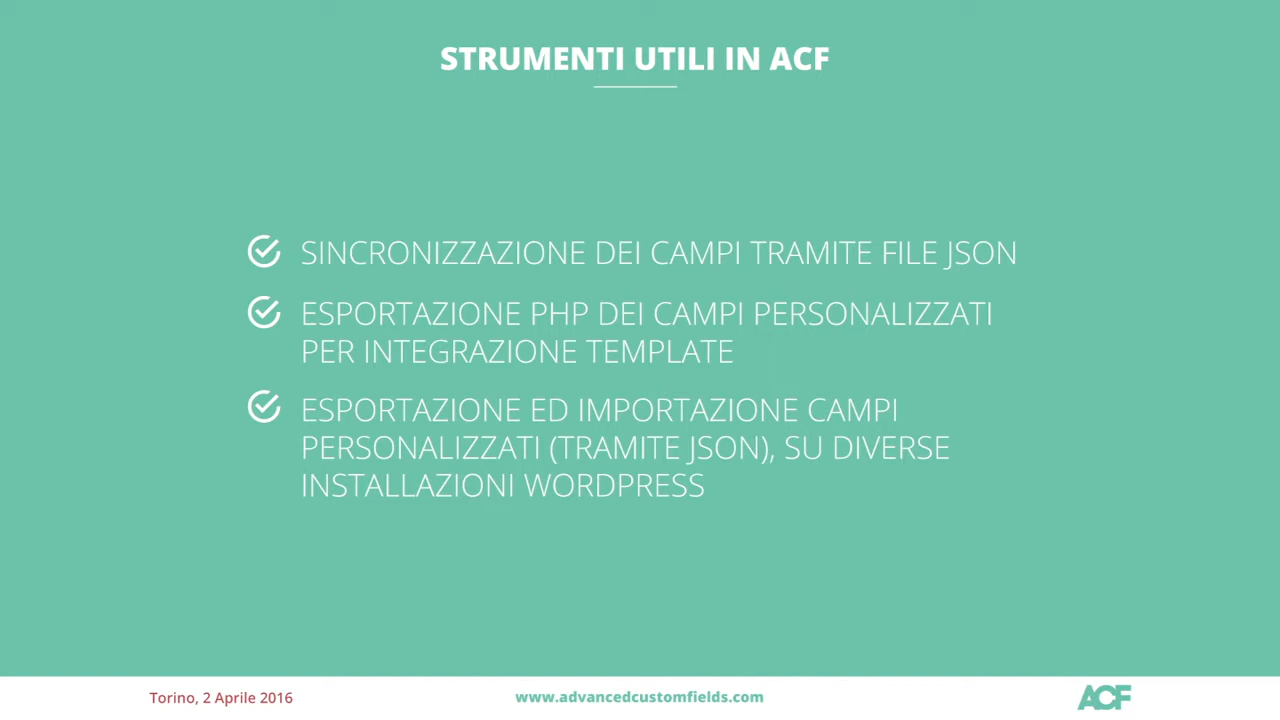 STRUMENTI UTILI IN ACF
SINCRONIZZAZIONE DEI CAMPI TRAMITE FILE JSON
ESPORTAZIONE PHP DEI CAMPI PERSONALIZZATI
PER INTEGRAZIONE TEMPLATE
ESPORTAZIONE ED IMPORTAZIONE CAMPI
PERSONALIZZATI (TRAMITE JSON), SU DIVERSE
INSTALLAZIONI WORDPRESS
Torino, 2 Aprile 2016
www.advancedcustomfields.com
ACF